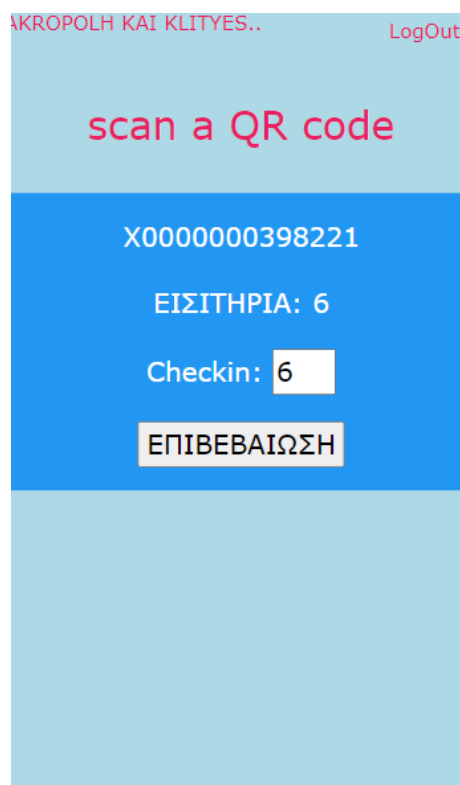 AKROPOLH KAI KLITYES..
LogOut
scan a QR code
X0000000398221
ΕΙΣΙΤΗΡΙΑ: 6
Checkin: 6
ΕΠΙΒΕΒΑΙΩΣΗ